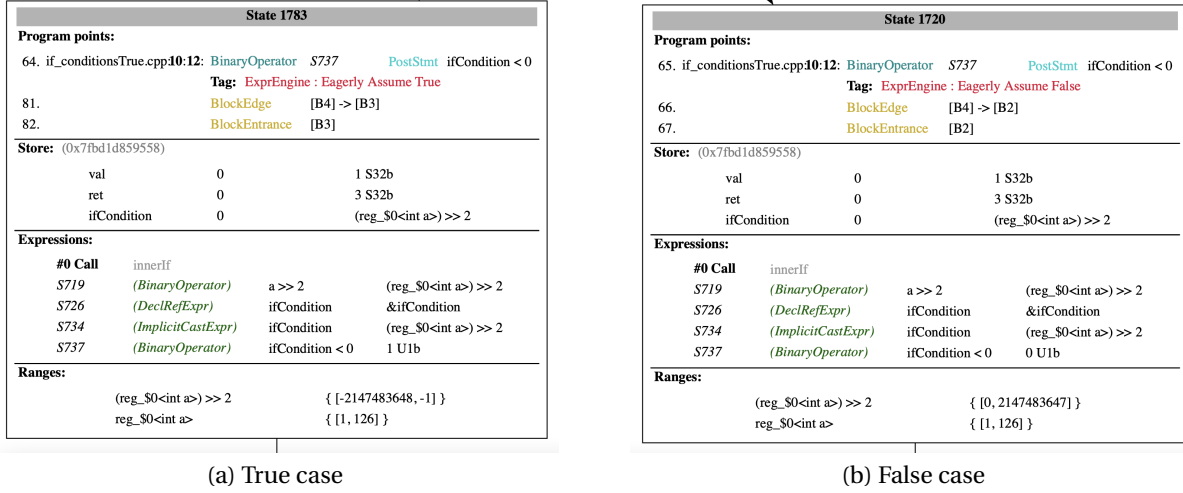 State 1783
Program points:
64. if_conditionsTrue.cpp:10:12: BinaryOperator S737 PostStmt ifCondition < 0
Tag: ExprEngine : Eagerly Assume True
81. BlockEdge [B4] -> [B3]
82. BlockEntrance [B3]
Store: (0x7fbd1d859558)
val 0 1 S32b
ret 0 3 S32b
ifCondition 0 (reg_$0<int a>) >> 2
Expressions:
#0 Call innerIf
S719 (BinaryOperator) a >> 2 (reg_$0<int a>) >> 2
S726 (DeclRefExpr) ifCondition &ifCondition
S734 (ImplicitCastExpr) ifCondition (reg_$0<int a>) >> 2
S737 (BinaryOperator) ifCondition < 0 1 U1b
Ranges:
(reg_$0<int a>) >> 2 { [-2147483648, -1] }
reg_$0<int a> { [1, 126] }
(a) True case
State 1720
Program points:
65. if_conditionsTrue.cpp:10:12: BinaryOperator S737 PostStmt ifCondition < 0
Tag: ExprEngine : Eagerly Assume False
66. BlockEdge [B4] -> [B2]
67. BlockEntrance [B2]
Store: (0x7fbd1d859558)
val 0 1 S32b
ret 0 3 S32b
ifCondition 0 (reg_$0<int a>) >> 2
Expressions:
#0 Call innerIf
S719 (BinaryOperator) a >> 2 (reg_$0<int a>) >> 2
S726 (DeclRefExpr) ifCondition &ifCondition
S734 (ImplicitCastExpr) ifCondition (reg_$0<int a>) >> 2
S737 (BinaryOperator) ifCondition < 0 0 U1b
Ranges:
(reg_$0<int a>) >> 2 { [0, 2147483647] }
reg_$0<int a> { [1, 126] }
(b) False case